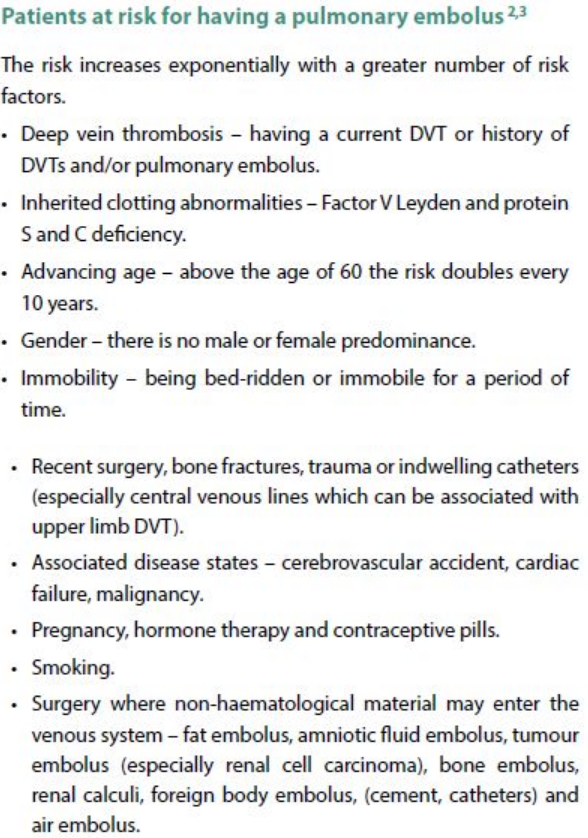 Patients at risk for having a pulmonary embolus 2,3
The risk increases exponentially with a greater number of risk
factors.
• Deep vein thrombosis – having a current DVT or history of
DVTs and/or pulmonary embolus.
• Inherited clotting abnormalities – Factor V Leyden and protein
S and C deficiency.
• Advancing age – above the age of 60 the risk doubles every
10 years.
• Gender – there is no male or female predominance.
• Immobility – being bed-ridden or immobile for a period of
time.
• Recent surgery, bone fractures, trauma or indwelling catheters
(especially central venous lines which can be associated with
upper limb DVT).
• Associated disease states – cerebrovascular accident, cardiac
failure, malignancy.
• Pregnancy, hormone therapy and contraceptive pills.
• Smoking.
• Surgery where non-haematological material may enter the
venous system – fat embolus, amniotic fluid embolus, tumour
embolus (especially renal cell carcinoma), bone embolus,
renal calculi, foreign body embolus, (cement, catheters) and
air embolus.